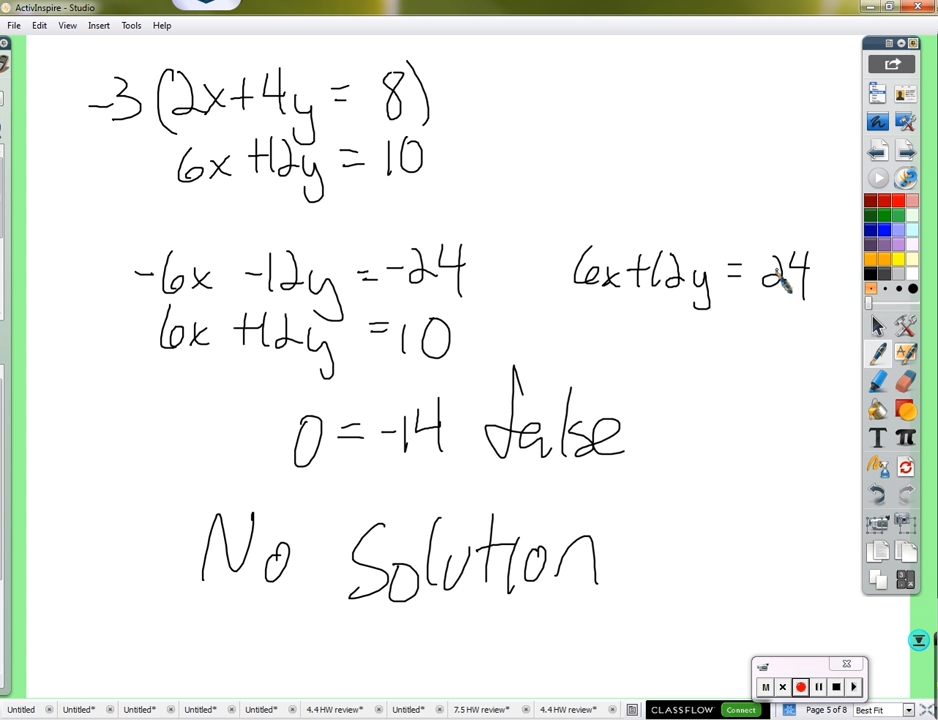 ActivInspire - Studio
File Edit View Insert Tools Help
-3(2x+4y = 8)
6x+12y = 10
-6x -12y = -24
6x+12y = 24
6x +12y = 10
0 = -14 false
No Solution
M
Untitled Untitled* Untitled* Untitled* Untitled* 4.4 HW review* Untitled* 7.5 HW review* Untitled* 4.4 HW review* CLASSFLOW Connect Page 5 of 8 Best Fit